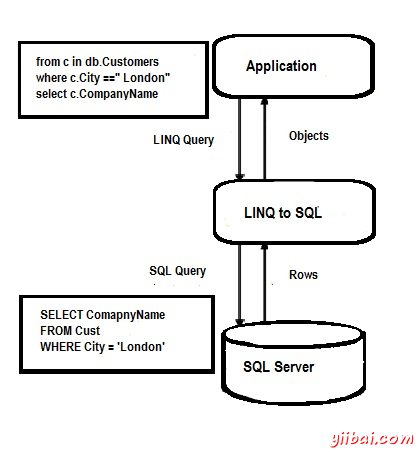 from c in db.Customers
where c.City ==" London"
select c.CompanyName
Application
LINQ Query
Objects
LINQ to SQL
SQL Query
Rows
SELECT ComapnyName
FROM Cust
WHERE City = 'London'
SQL Server
yiibai.com